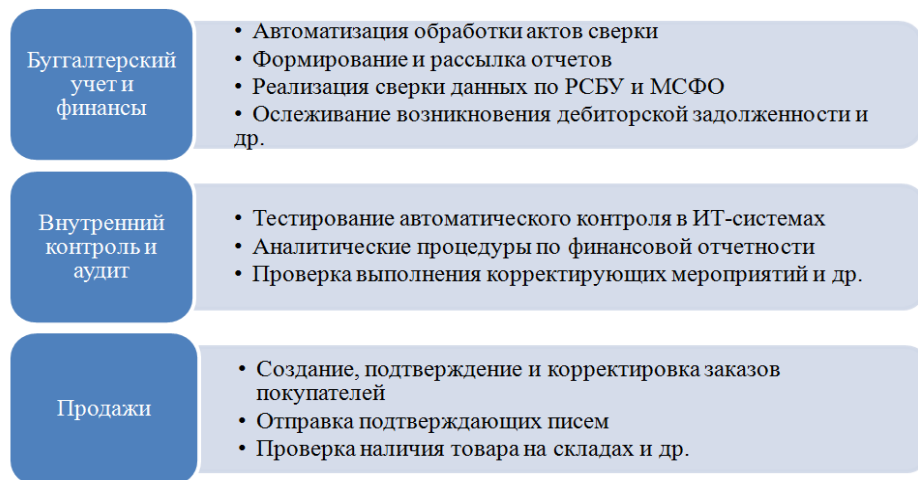 Буггалтерский
учет и
финансы
• Автоматизация обработки актов сверки
• Формирование и рассылка отчетов
• Реализация сверки данных по РСБУ и МСФО
• Ослеживание возникновения дебиторской задолженности и
др.
Внутренний
контроль и
аудит
• Тестирование автоматического контроля в ИТ-системах
• Аналитические процедуры по финансовой отчетности
• Проверка выполнения корректирующих мероприятий и др.
Продажи
• Создание, подтверждение и корректировка заказов
покупателей
• Отправка подтверждающих писем
• Проверка наличия товара на складах и др.